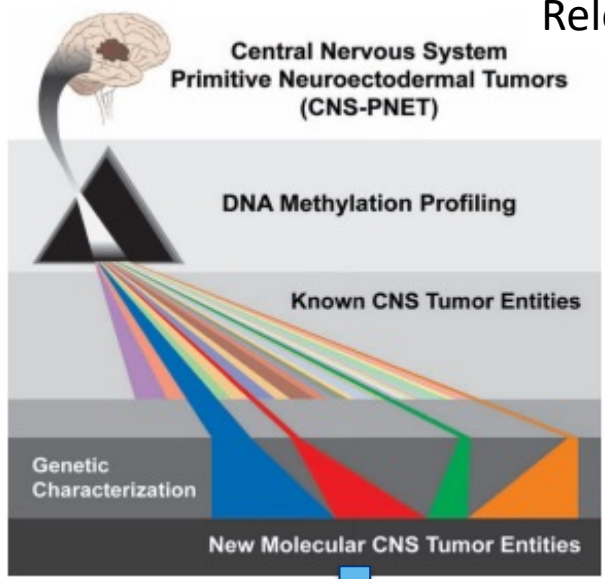 Central Nervous System
Primitive Neuroectodermal Tumors
(CNS-PNET)
DNA Methylation Profiling
Known CNS Tumor Entities
Genetic
Characterization
New Molecular CNS Tumor Entities